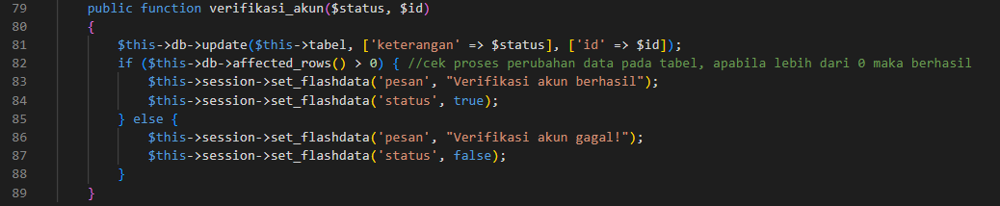 79 public function verifikasi_akun($status, $id)
80 {
81 $this->db->update($this->tabel, ['keterangan' => $status], ['id' => $id]);
82 if ($this->db->affected_rows() > 0) { //cek proses perubahan data pada tabel, apabila lebih dari 0 maka berhasil
83 $this->session->set_flashdata('pesan', "Verifikasi akun berhasil");
84 $this->session->set_flashdata('status', true);
85 } else {
86 $this->session->set_flashdata('pesan', "Verifikasi akun gagal!");
87 $this->session->set_flashdata('status', false);
88 }
89 }